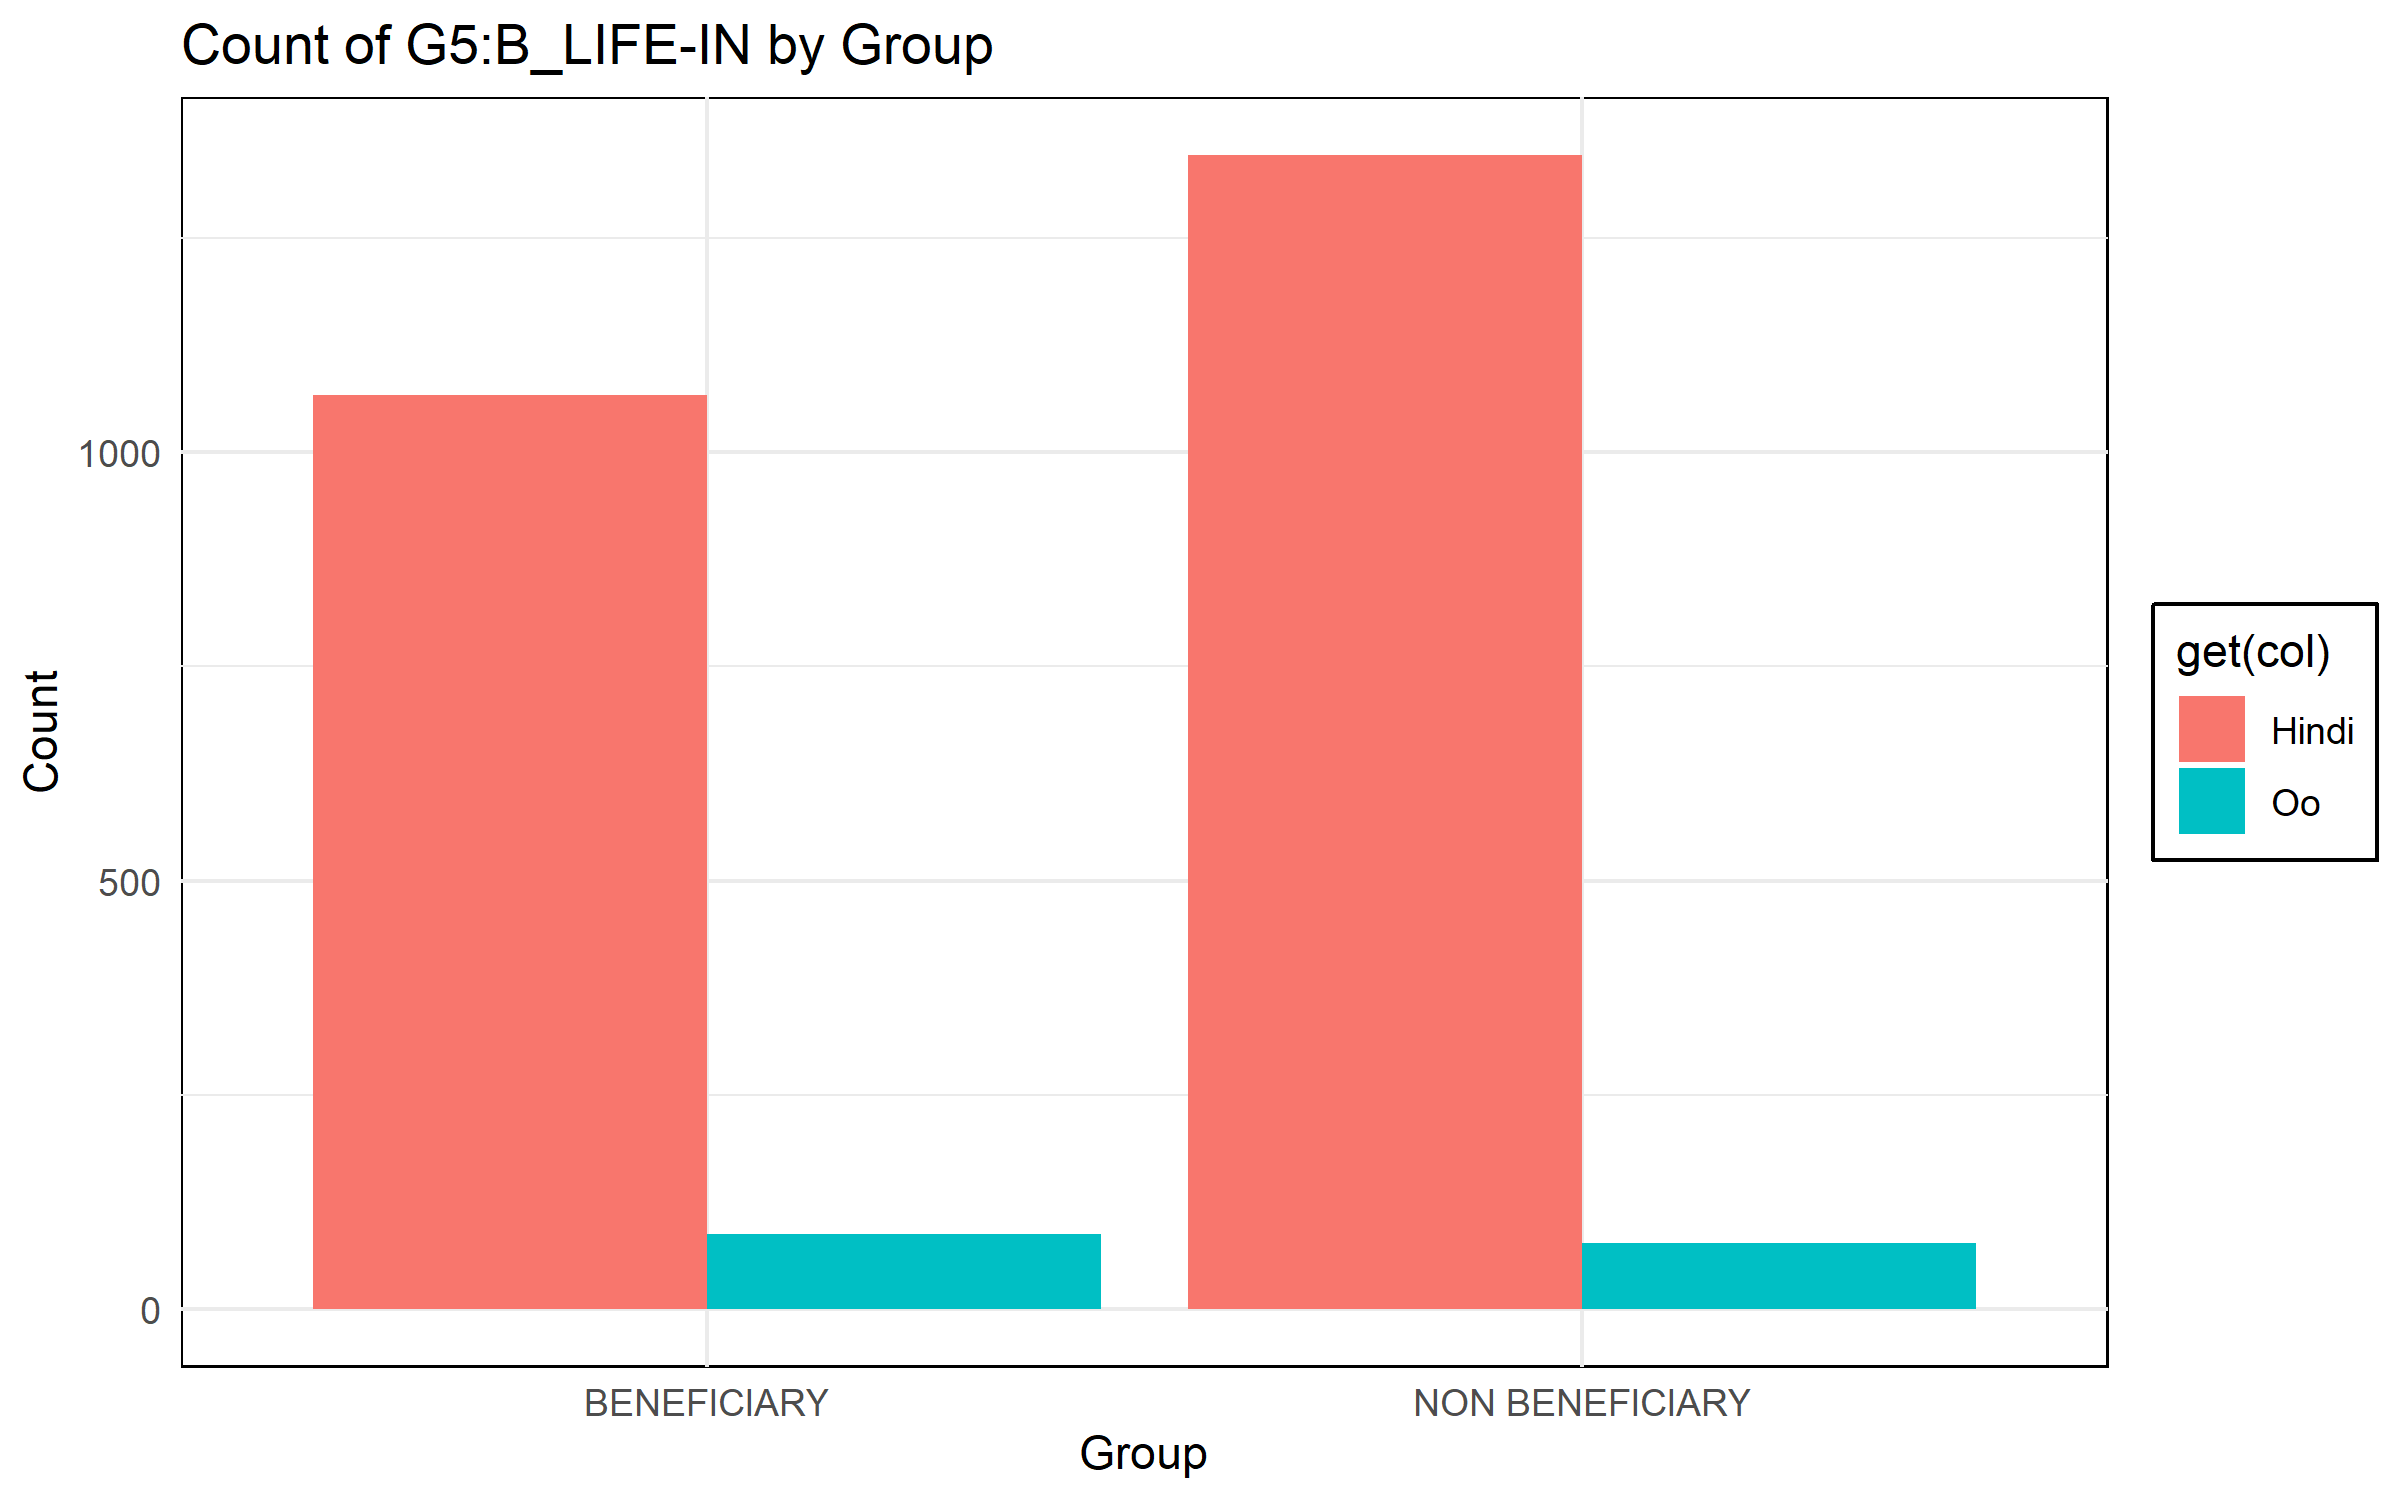 Count of G5:B_LIFE-IN by Group
Count
1000
500
0
BENEFICIARY
NON BENEFICIARY
Group
get(col)
Hindi
Oo